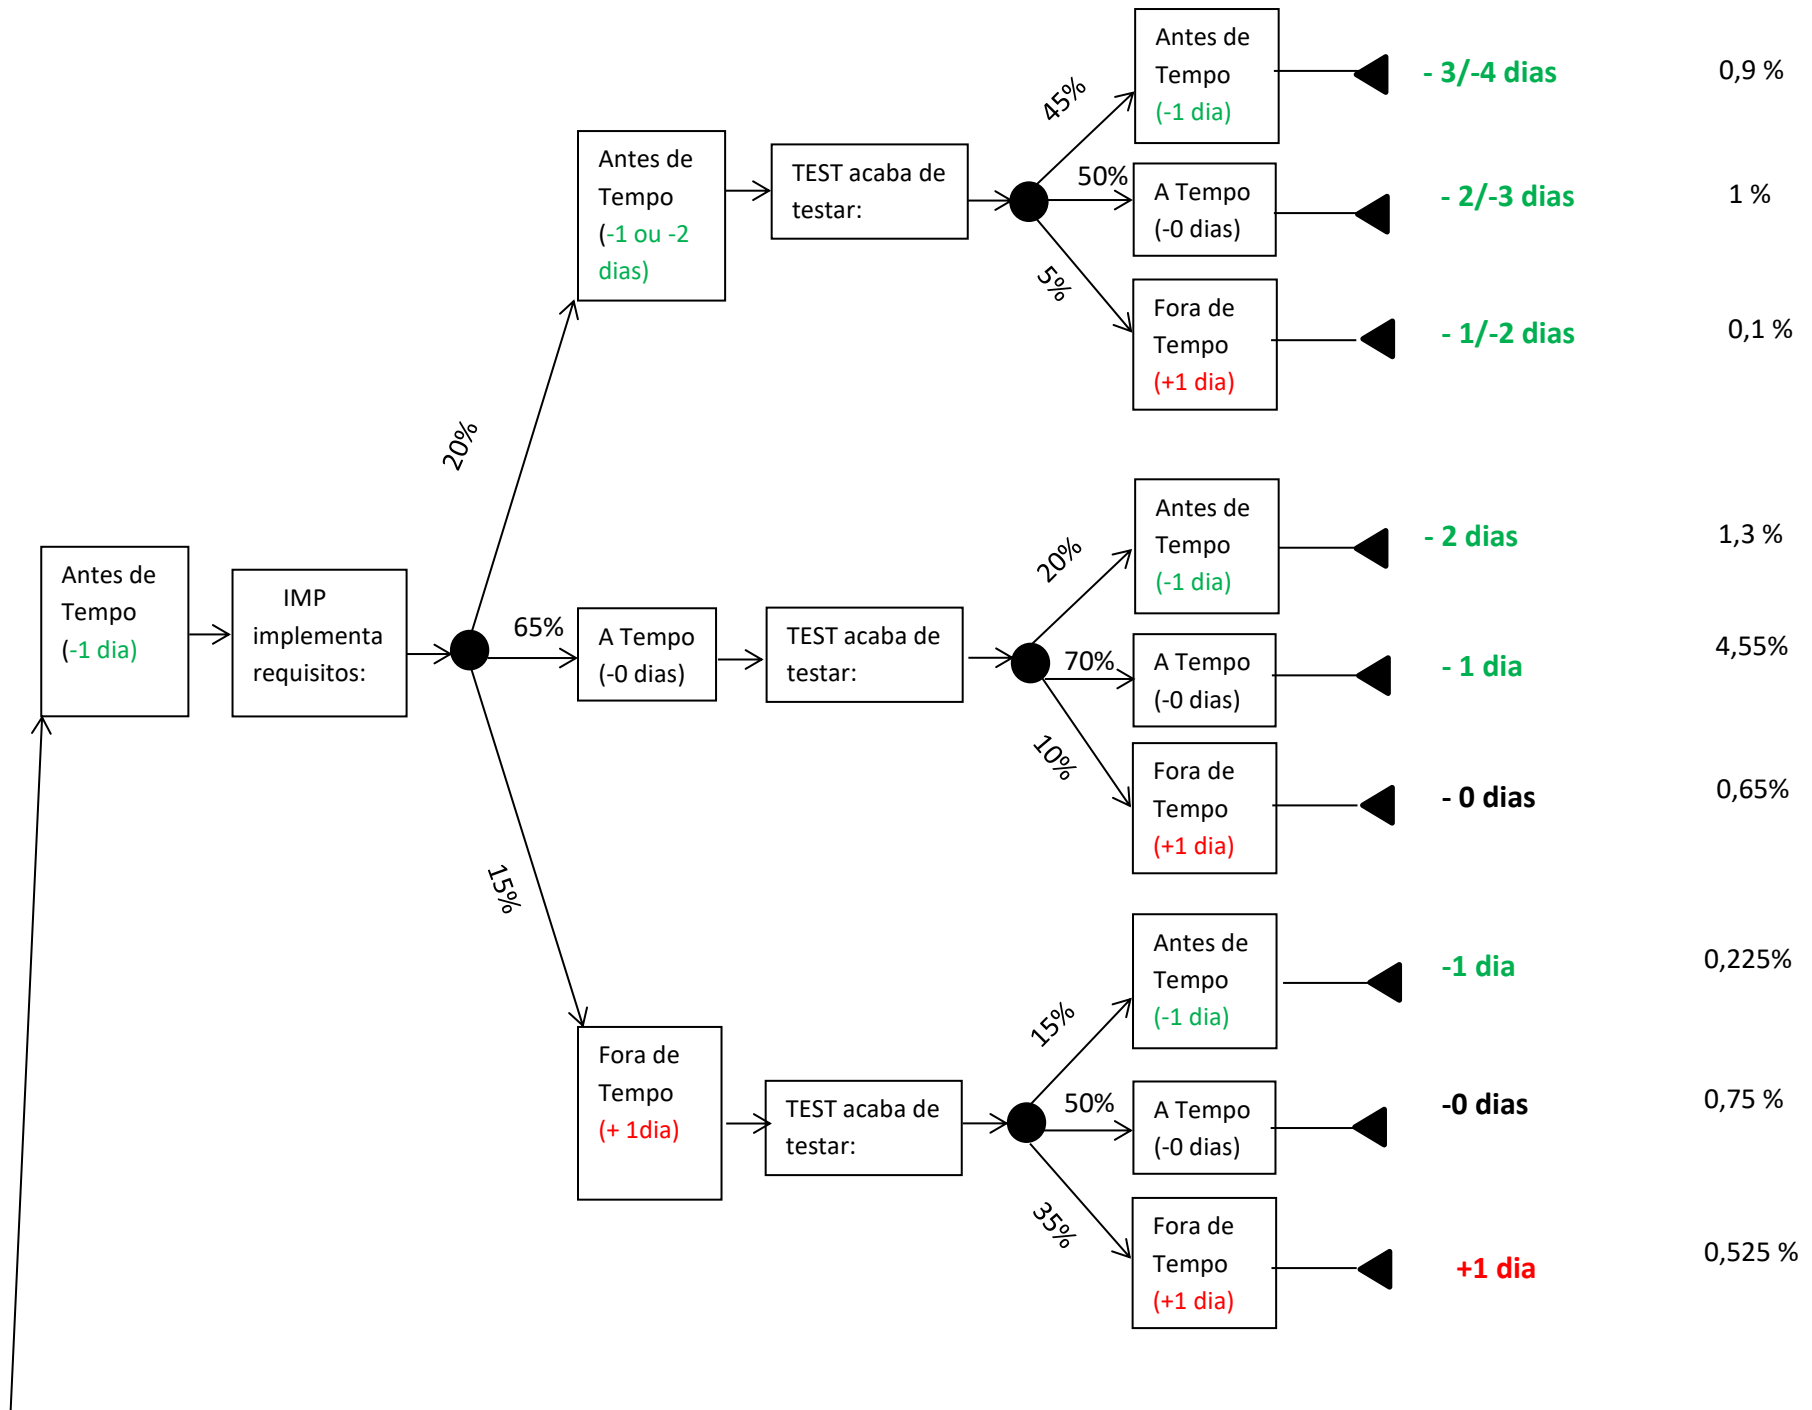 Antes de
Tempo
(-1 dia)
IMP
implementa
requisitos:
20%
65%
15%
Antes de
Tempo
(-1 ou -2
dias)
TEST acaba de
testar:
45%
50%
5%
Antes de
Tempo
(-1 dia)
- 3/-4 dias
0,9 %
A Tempo
(-0 dias)
- 2/-3 dias
1 %
Fora de
Tempo
(+1 dia)
- 1/-2 dias
0,1 %
A Tempo
(-0 dias)
TEST acaba de
testar:
20%
70%
10%
Antes de
Tempo
(-1 dia)
- 2 dias
1,3 %
A Tempo
(-0 dias)
- 1 dia
4,55%
Fora de
Tempo
(+1 dia)
- 0 dias
0,65%
Fora de
Tempo
(+ 1dia)
TEST acaba de
testar:
15%
50%
35%
Antes de
Tempo
(-1 dia)
-1 dia
0,225%
A Tempo
(-0 dias)
-0 dias
0,75 %
Fora de
Tempo
(+1 dia)
+1 dia
0,525 %